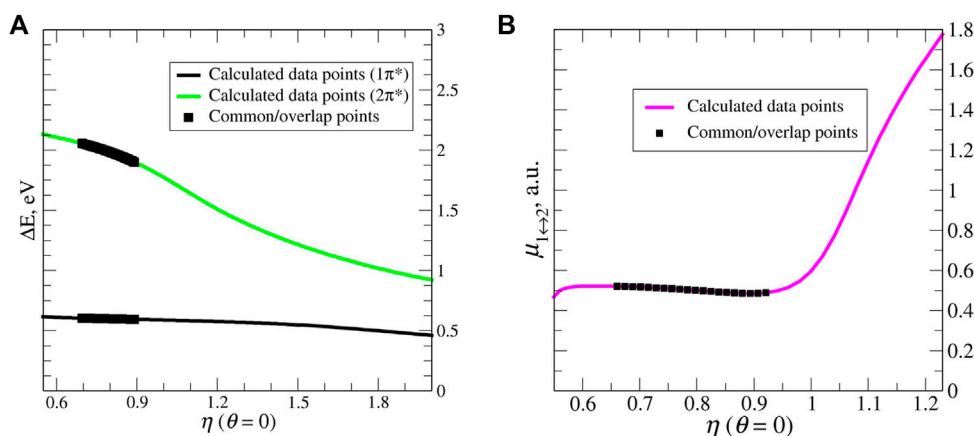 A
3
2.5
2
1.5
1
0.5
0
ΔE, eV
0.6
0.9
1.2
1.5
1.8
η (θ=0)
Calculated data points (1π*)
Calculated data points (2π*)
Common/overlap points
B
1.8
1.6
1.4
1.2
1
0.8
0.6
0.4
0.2
0
μ1↔2, a.u.
0.6
0.7
0.8
0.9
1
1.1
1.2
η (θ=0)
Calculated data points
Common/overlap points